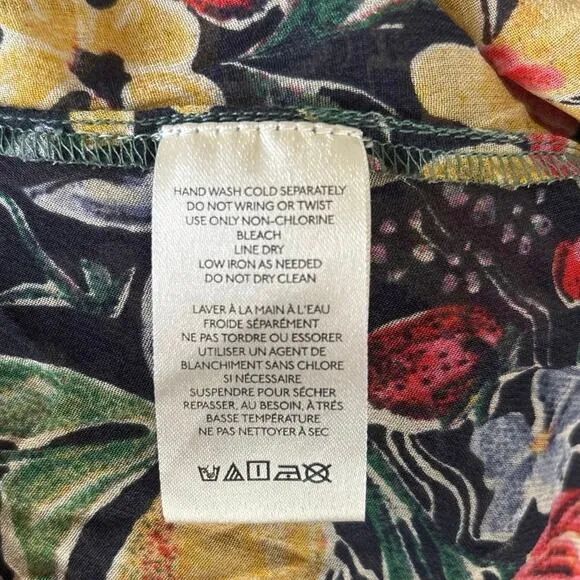 HAND WASH COLD SEPARATELY
DO NOT WRING OR TWIST
USE ONLY NON-CHLORINE
BLEACH
LINE DRY
LOW IRON AS NEEDED
DO NOT DRY CLEAN
LAVER À LA MAIN À L'EAU
FROIDE SÉPARÉMENT
NE PAS TORDRE OU ESSORER
UTILISER UN AGENT DE
BLANCHIMENT SANS CHLORE
SI NÉCESSAIRE
SUSPENDRE POUR SÉCHER
REPASSER, AU BESOIN, À TRÉS
BASSE TEMPÉRATURE
NE PAS NETTOYER À SEC